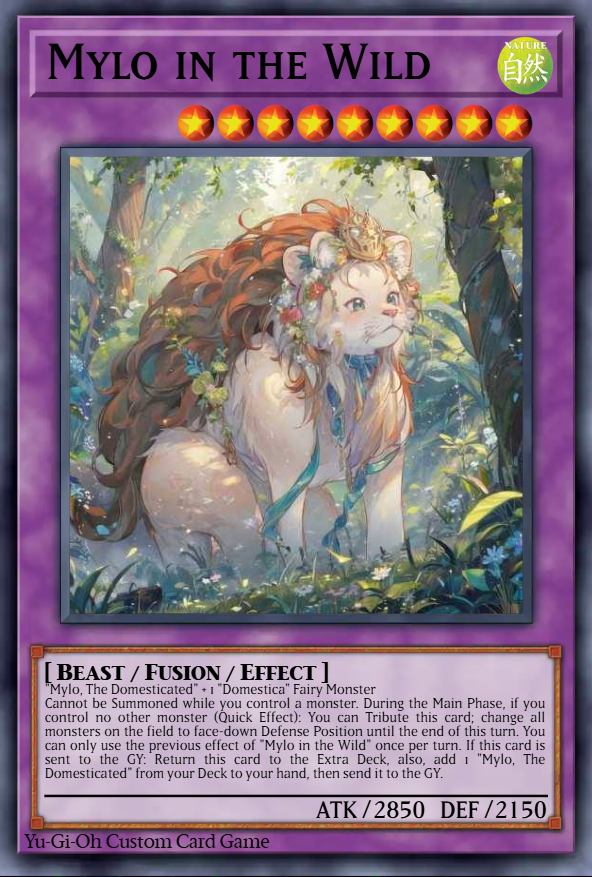 Mylo in the Wild
NATURE
自然
[ Beast / Fusion / Effect ]
"Mylo, The Domesticated" + 1 "Domestica" Fairy Monster
Cannot be Summoned while you control a monster. During the Main Phase, if you
control no other monster (Quick Effect): You can Tribute this card; change all
monsters on the field to face-down Defense Position until the end of this turn. You
can only use the previous effect of "Mylo in the Wild" once per turn. If this card is
sent to the GY: Return this card to the Extra Deck, also, add 1 "Mylo, The
Domesticated" from your Deck to your hand, then send it to the GY.
ATK/2850 DEF/2150
Yu-Gi-Oh Custom Card Game